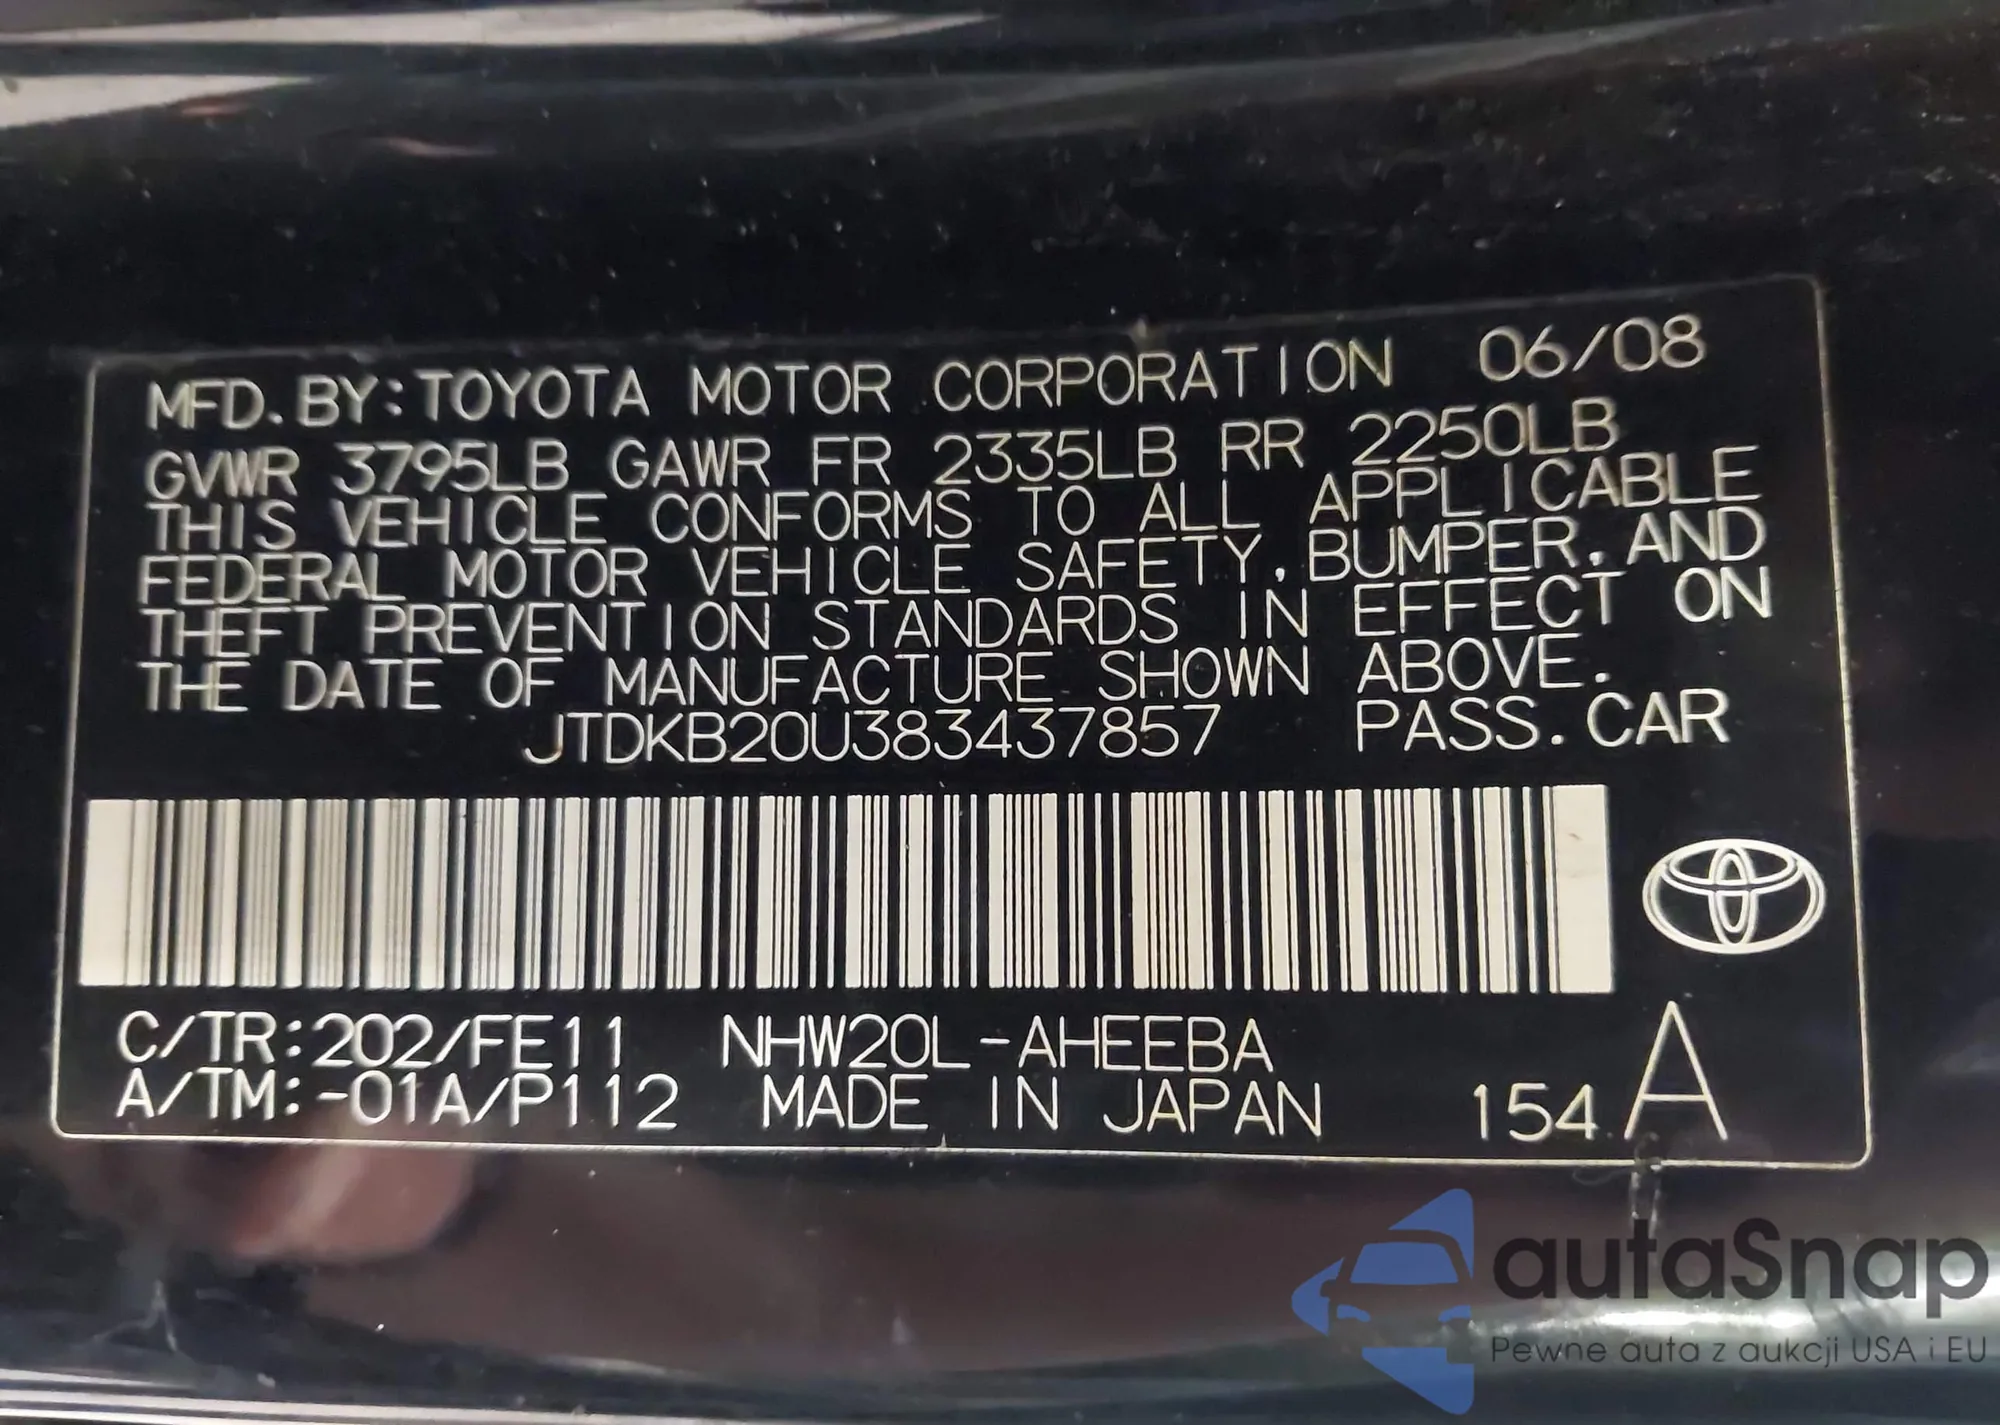 MFD. BY: TOYOTA MOTOR CORPORATION 06/08
GVWR 3795LB GAWR FR 2335LB RR 2250LB
THIS VEHICLE CONFORMS TO ALL APPLICABLE
FEDERAL MOTOR VEHICLE SAFETY, BUMPER, AND
THEFT PREVENTION STANDARDS IN EFFECT ON
THE DATE OF MANUFACTURE SHOWN ABOVE.
JTDKB20U383437857 PASS. CAR
C/TR:202/FE11 NHW20L-AHEEBA
A/TM:-01A/P112 MADE IN JAPAN 154 A
autaSnap
Pewne auta z aukcji USA i EU